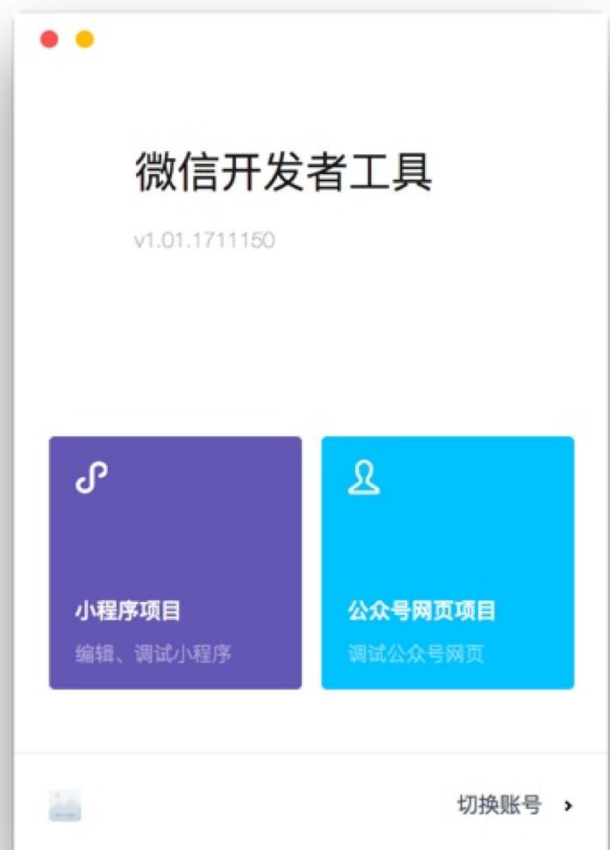 微信开发者工具
v1.01.1711150
小程序项目
编辑、调试小程序
公众号网页项目
调试公众号网页
切换账号